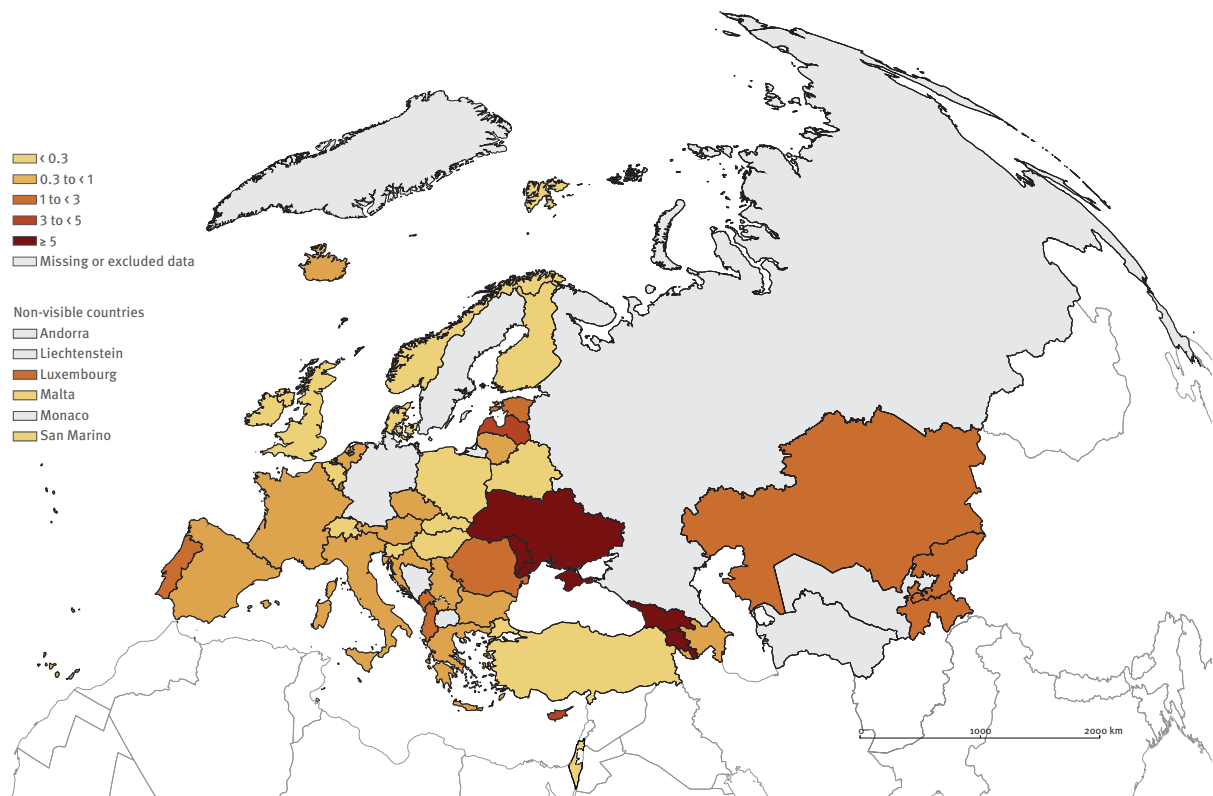 ‹ 0.3
0.3 to ‹ 1
1 to ‹ 3
3 to ‹ 5
≥ 5
Missing or excluded data
Non-visible countries
Andorra
Liechtenstein
Luxembourg
Malta
Monaco
San Marino
0 1000 2000 km